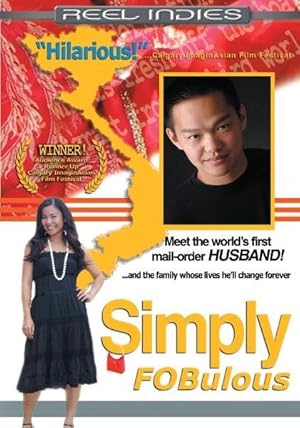 REEL INDIES
"Hilarious!"
...Calgary ImaginAsian Film Festival
WINNER!
Audience Award
Runner Up
Calgary ImaginAsian
Film Festival
Meet the world's first
mail-order HUSBAND!
...and the family whose lives he'll change forever
Simply
FOBulous